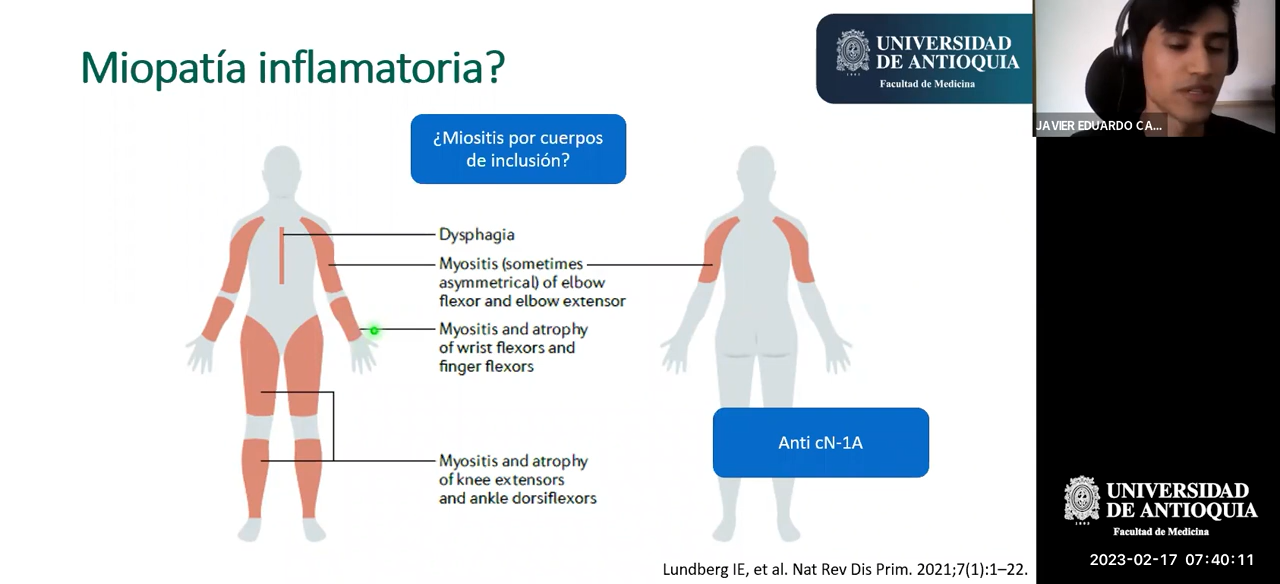 Miopatía inflamatoria?
UNIVERSIDAD
DE ANTIOQUIA
Facultad de Medicina
1803
JAVIER EDUARDO CA...
¿Miositis por cuerpos
de inclusión?
Dysphagia
Myositis (sometimes
asymmetrical) of elbow
flexor and elbow extensor
Myositis and atrophy
of wrist flexors and
finger flexors
Anti cN-1A
Myositis and atrophy
of knee extensors
and ankle dorsiflexors
Lundberg IE, et al. Nat Rev Dis Prim. 2021;7(1):1–22.
UNIVERSIDAD
DE ANTIOQUIA
Facultad de Medicina
1803
2023-02-17 07:40:11